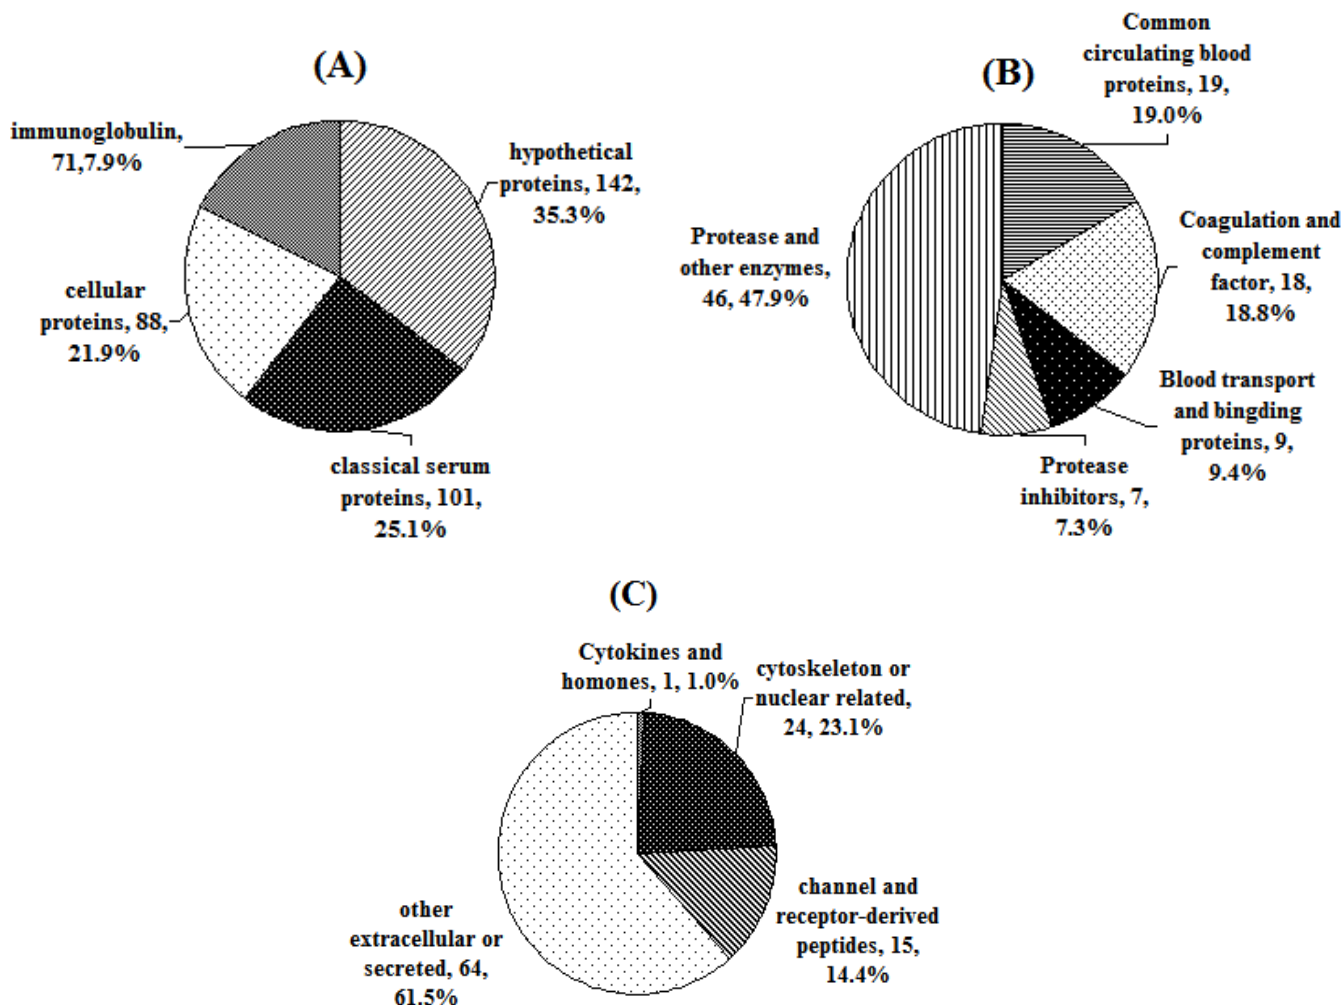 (A)
immunoglobulin,
71,7.9%
hypothetical
proteins, 142,
35.3%
cellular
proteins, 88,
21.9%
classical serum
proteins, 101,
25.1%
(B)
Common
circulating blood
proteins, 19,
19.0%
Protease and
other enzymes,
46, 47.9%
Coagulation and
complement
factor, 18,
18.8%
Blood transport
and bingding
proteins, 9,
9.4%
Protease
inhibitors, 7,
7.3%
(C)
Cytokines and
homones, 1, 1.0%
cytoskeleton or
nuclear related,
24, 23.1%
channel and
receptor-derived
peptides, 15,
14.4%
other
extracellular or
secreted, 64,
61.5%